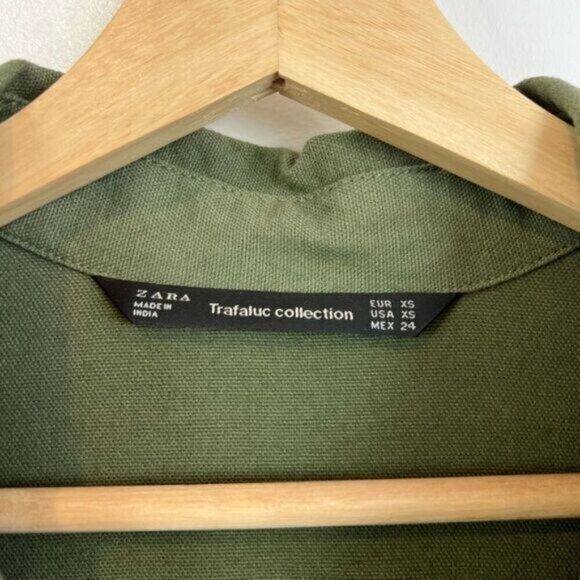 ZARA
MADE IN
INDIA
Trafaluc collection
EUR XS
USA XS
MEX 24